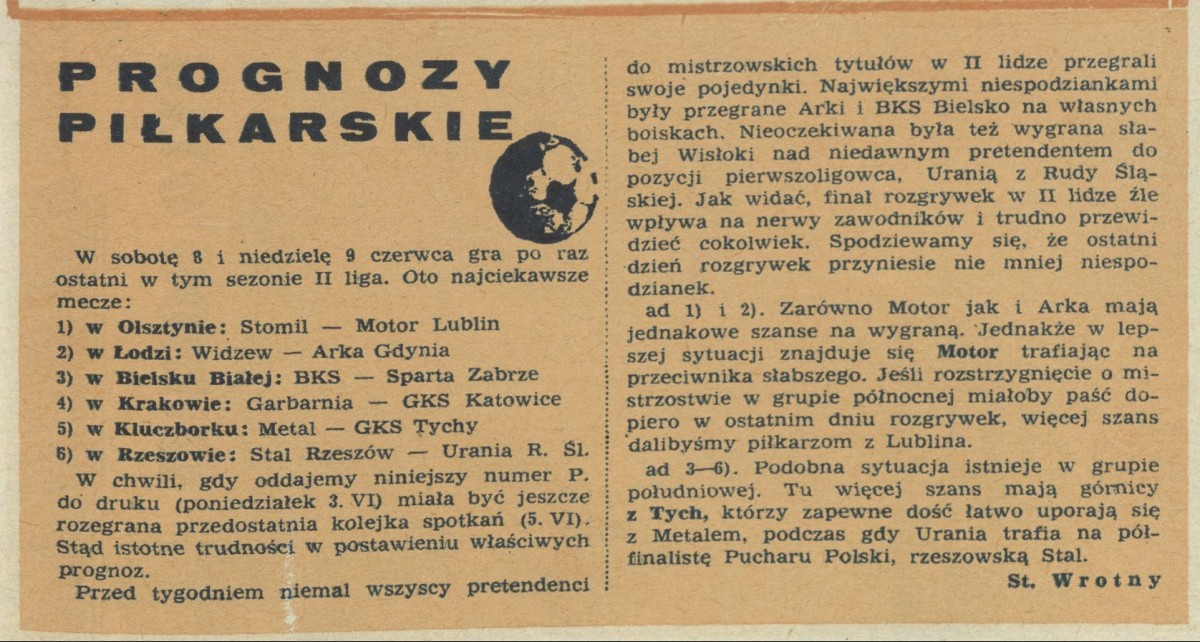 PROGNOZY
PIŁKARSKIE
W sobotę 8 i niedzielę 9 czerwca gra po raz
ostatni w tym sezonie II liga. Oto najciekawsze
mecze:
1) w Olsztynie: Stomil — Motor Lublin
2) w Łodzi: Widzew — Arka Gdynia
3) w Bielsku Białej: BKS — Sparta Zabrze
4) w Krakowie: Garbarnia — GKS Katowice
5) w Kluczborku: Metal — GKS Tychy
6) w Rzeszowie: Stal Rzeszów — Urania R. Śl.
W chwili, gdy oddajemy niniejszy numer P.
do druku (poniedziałek 3. VI) miała być jeszcze
rozegrana przedostatnia kolejka spotkań (5. VI).
Stąd istotne trudności w postawieniu właściwych
prognoz.
Przed tygodniem niemal wszyscy pretendenci
do mistrzowskich tytułów w II lidze przegrali
swoje pojedynki. Największymi niespodziankami
były przegrane Arki i BKS Bielsko na własnych
boiskach. Nieoczekiwana była też wygrana sła-
bej Wisłoki nad niedawnym pretendentem do
pozycji pierwszoligowca, Uranią z Rudy Ślą-
skiej. Jak widać, finał rozgrywek w II lidze źle
wpływa na nerwy zawodników i trudno przewi-
dzieć cokolwiek. Spodziewamy się, że ostatni
dzień rozgrywek przyniesie nie mniej niespo-
dzianek.
ad 1) i 2). Zarówno Motor jak i Arka mają
jednakowe szanse na wygraną. Jednakże w lep-
szej sytuacji znajduje się Motor trafiając na
przeciwnika słabszego. Jeśli rozstrzygnięcie o mi-
strzostwie w grupie północnej miałoby paść do-
piero w ostatnim dniu rozgrywek, więcej szans
dalibyśmy piłkarzom z Lublina.
ad 3—6). Podobna sytuacja istnieje w grupie
południowej. Tu więcej szans mają górnicy
z Tych, którzy zapewne dość łatwo uporają się
z Metalem, podczas gdy Urania trafia na pół-
finalistę Pucharu Polski, rzeszowską Stal.
St. Wrotny